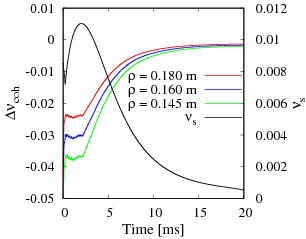 0.01
0
-0.01
-0.02
-0.03
-0.04
-0.05
Δν_coh
ρ = 0.180 m
ρ = 0.160 m
ρ = 0.145 m
ν_s
0.012
0.01
0.008
0.006
0.004
0.002
0
ν_s
0 5 10 15 20
Time [ms]